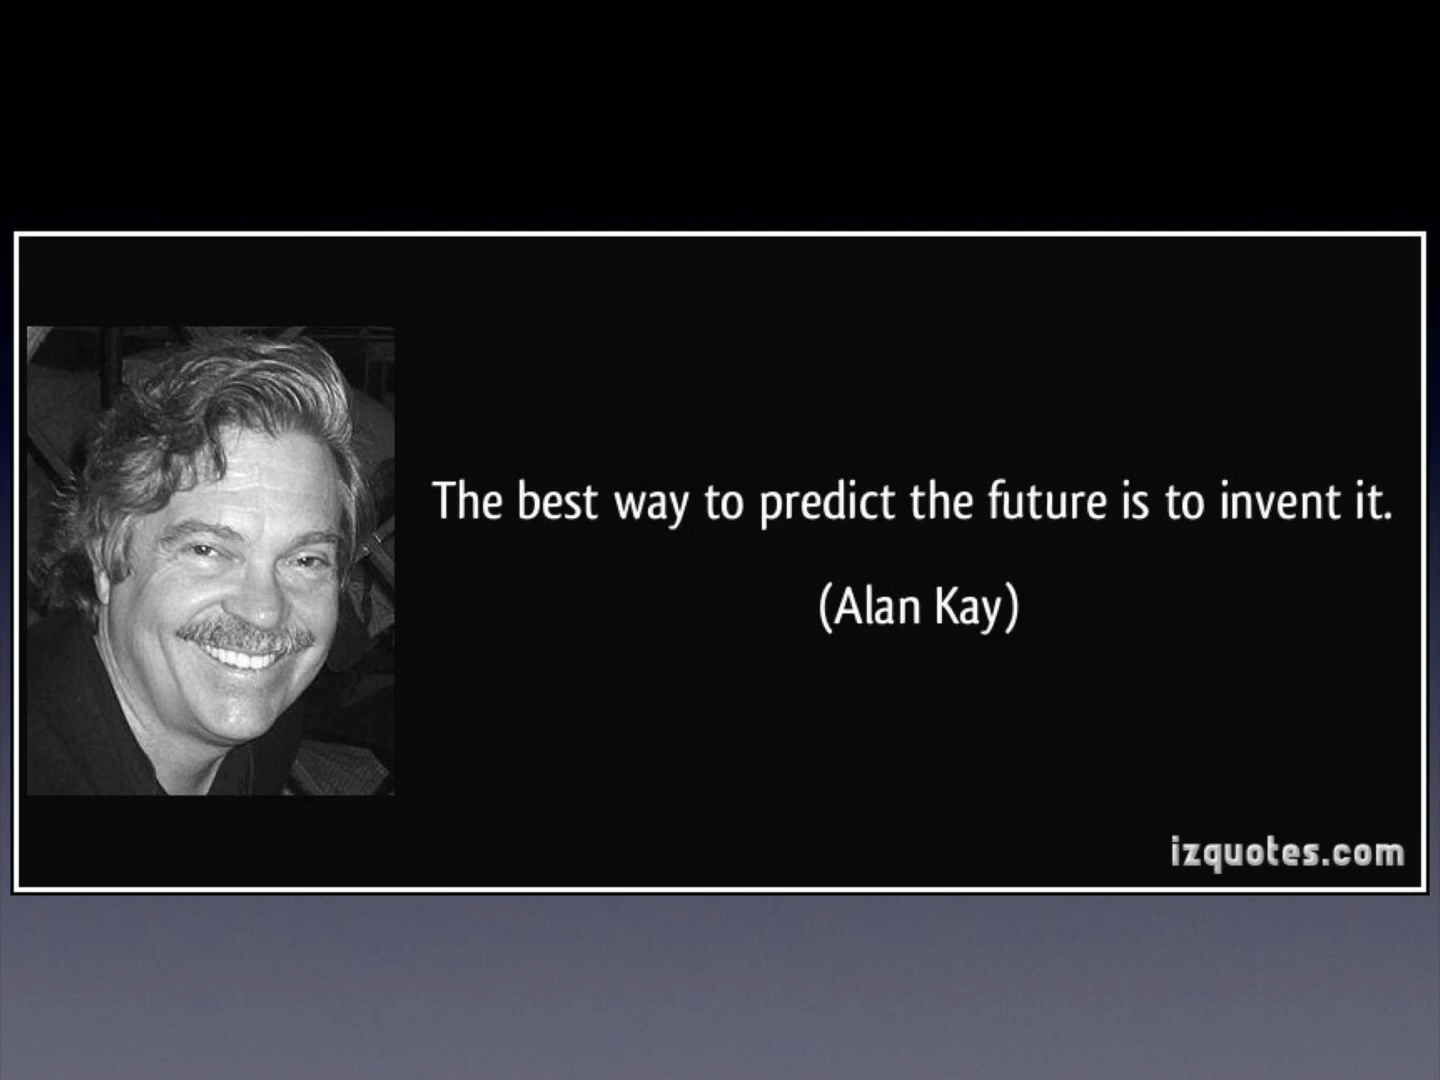 The best way to predict the future is to invent it.
(Alan Kay)
izquotes.com